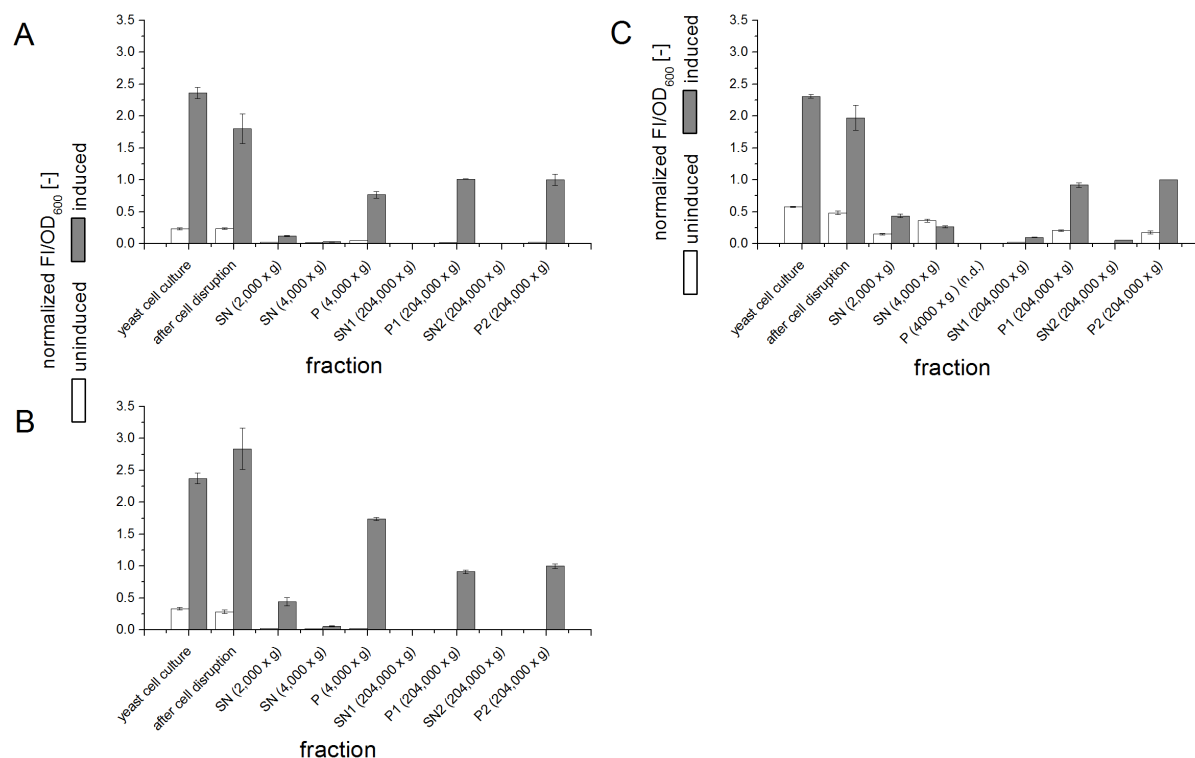 A
normalized FI/OD600 [-]
uninduced induced
3.5
3.0
2.5
2.0
1.5
1.0
0.5
0.0
yeast cell culture
after cell disruption
SN (2,000 x g)
SN (4,000 x g)
P (4,000 x g)
SN1 (204,000 x g)
P1 (204,000 x g)
SN2 (204,000 x g)
P2 (204,000 x g)
fraction
C
normalized FI/OD600 [-]
uninduced induced
3.5
3.0
2.5
2.0
1.5
1.0
0.5
0.0
yeast cell culture
after cell disruption
SN (2,000 x g)
SN (4,000 x g)
P (4000 x g ) (n.d.)
SN1 (204,000 x g)
P1 (204,000 x g)
SN2 (204,000 x g)
P2 (204,000 x g)
fraction
B
3.5
3.0
2.5
2.0
1.5
1.0
0.5
0.0
yeast cell culture
after cell disruption
SN (2,000 x g)
SN (4,000 x g)
P (4,000 x g)
SN1 (204,000 x g)
P1 (204,000 x g)
SN2 (204,000 x g)
P2 (204,000 x g)
fraction